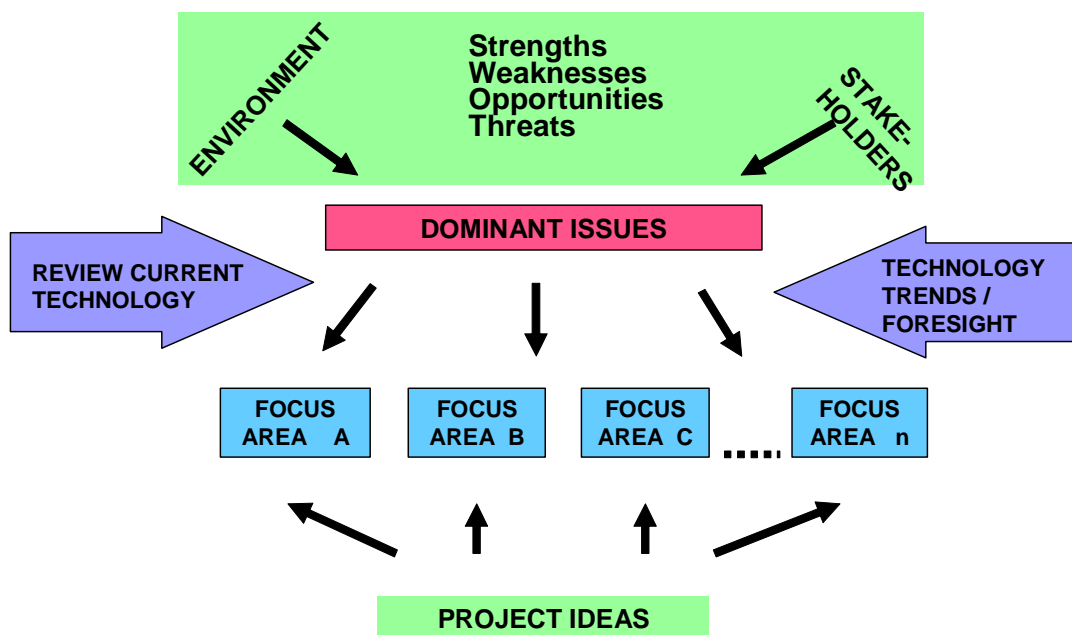 ENVIRONMENT
Strengths
Weaknesses
Opportunities
Threats
STAKE-
HOLDERS
DOMINANT ISSUES
REVIEW CURRENT
TECHNOLOGY
TECHNOLOGY
TRENDS /
FORESIGHT
FOCUS
AREA A
FOCUS
AREA B
FOCUS
AREA C
FOCUS
AREA n
PROJECT IDEAS